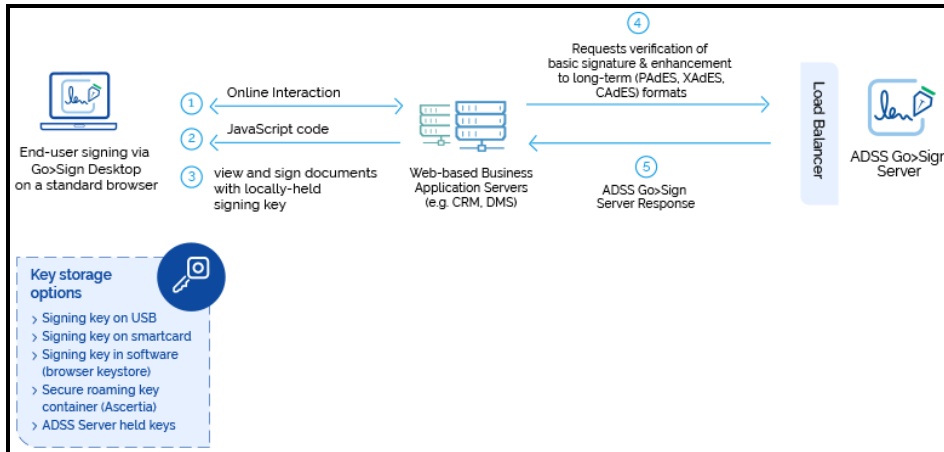 4
Requests verification of
basic signature & enhancement
to long-term (PAdES, XAdES,
CAdES) formats
1
Online Interaction
2
JavaScript code
3
view and sign documents
with locally-held
signing key
End-user signing via
Go>Sign Desktop
on a standard browser
Web-based Business
Application Servers
(e.g. CRM, DMS)
5
ADSS Go>Sign
Server Response
Load Balancer
ADSS Go>Sign
Server
Key storage
options
> Signing key on USB
> Signing key on smartcard
> Signing key in software
(browser keystore)
> Secure roaming key
container (Ascertia)
> ADSS Server held keys